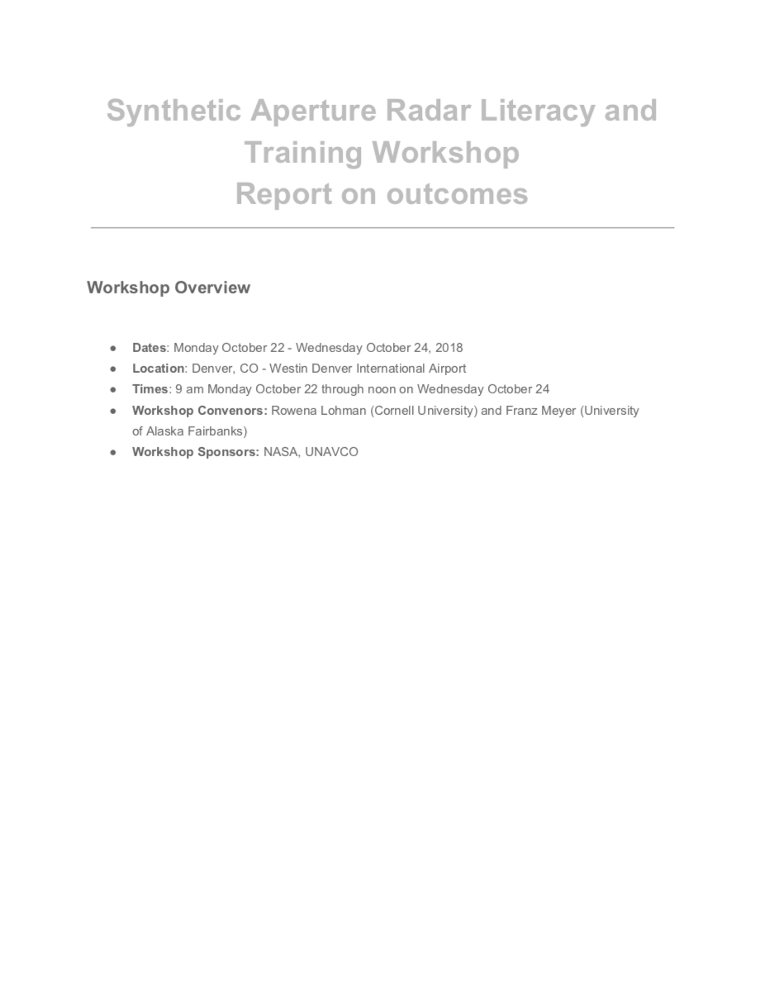 Synthetic Aperture Radar Literacy and
Training Workshop
Report on outcomes
Workshop Overview
● Dates: Monday October 22 - Wednesday October 24, 2018
● Location: Denver, CO - Westin Denver International Airport
● Times: 9 am Monday October 22 through noon on Wednesday October 24
● Workshop Convenors: Rowena Lohman (Cornell University) and Franz Meyer (University
of Alaska Fairbanks)
● Workshop Sponsors: NASA, UNAVCO